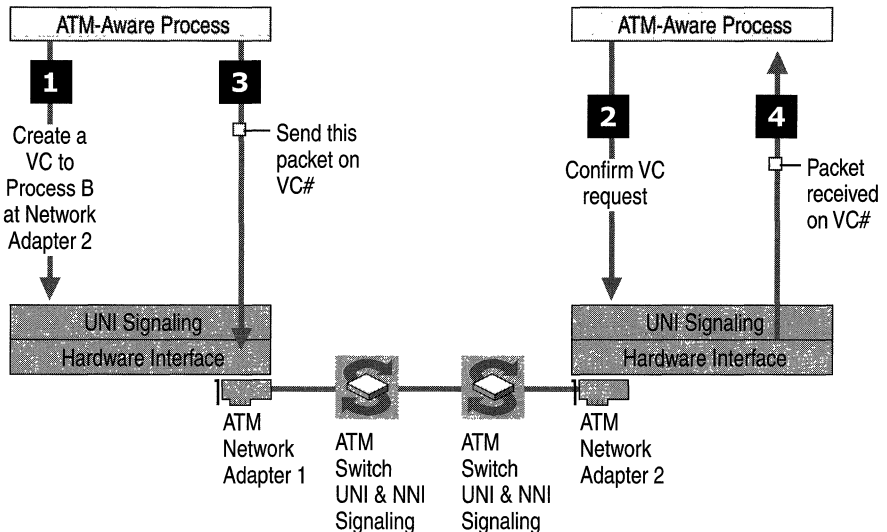 ATM-Aware Process
1
Create a
VC to
Process B
at Network
Adapter 2
3
Send this
packet on
VC#
UNI Signaling
Hardware Interface
ATM
Network
Adapter 1
ATM
Switch
UNI & NNI
Signaling
ATM
Switch
UNI & NNI
Signaling
ATM-Aware Process
2
Confirm VC
request
4
Packet
received
on VC#
UNI Signaling
Hardware Interface
ATM
Network
Adapter 2